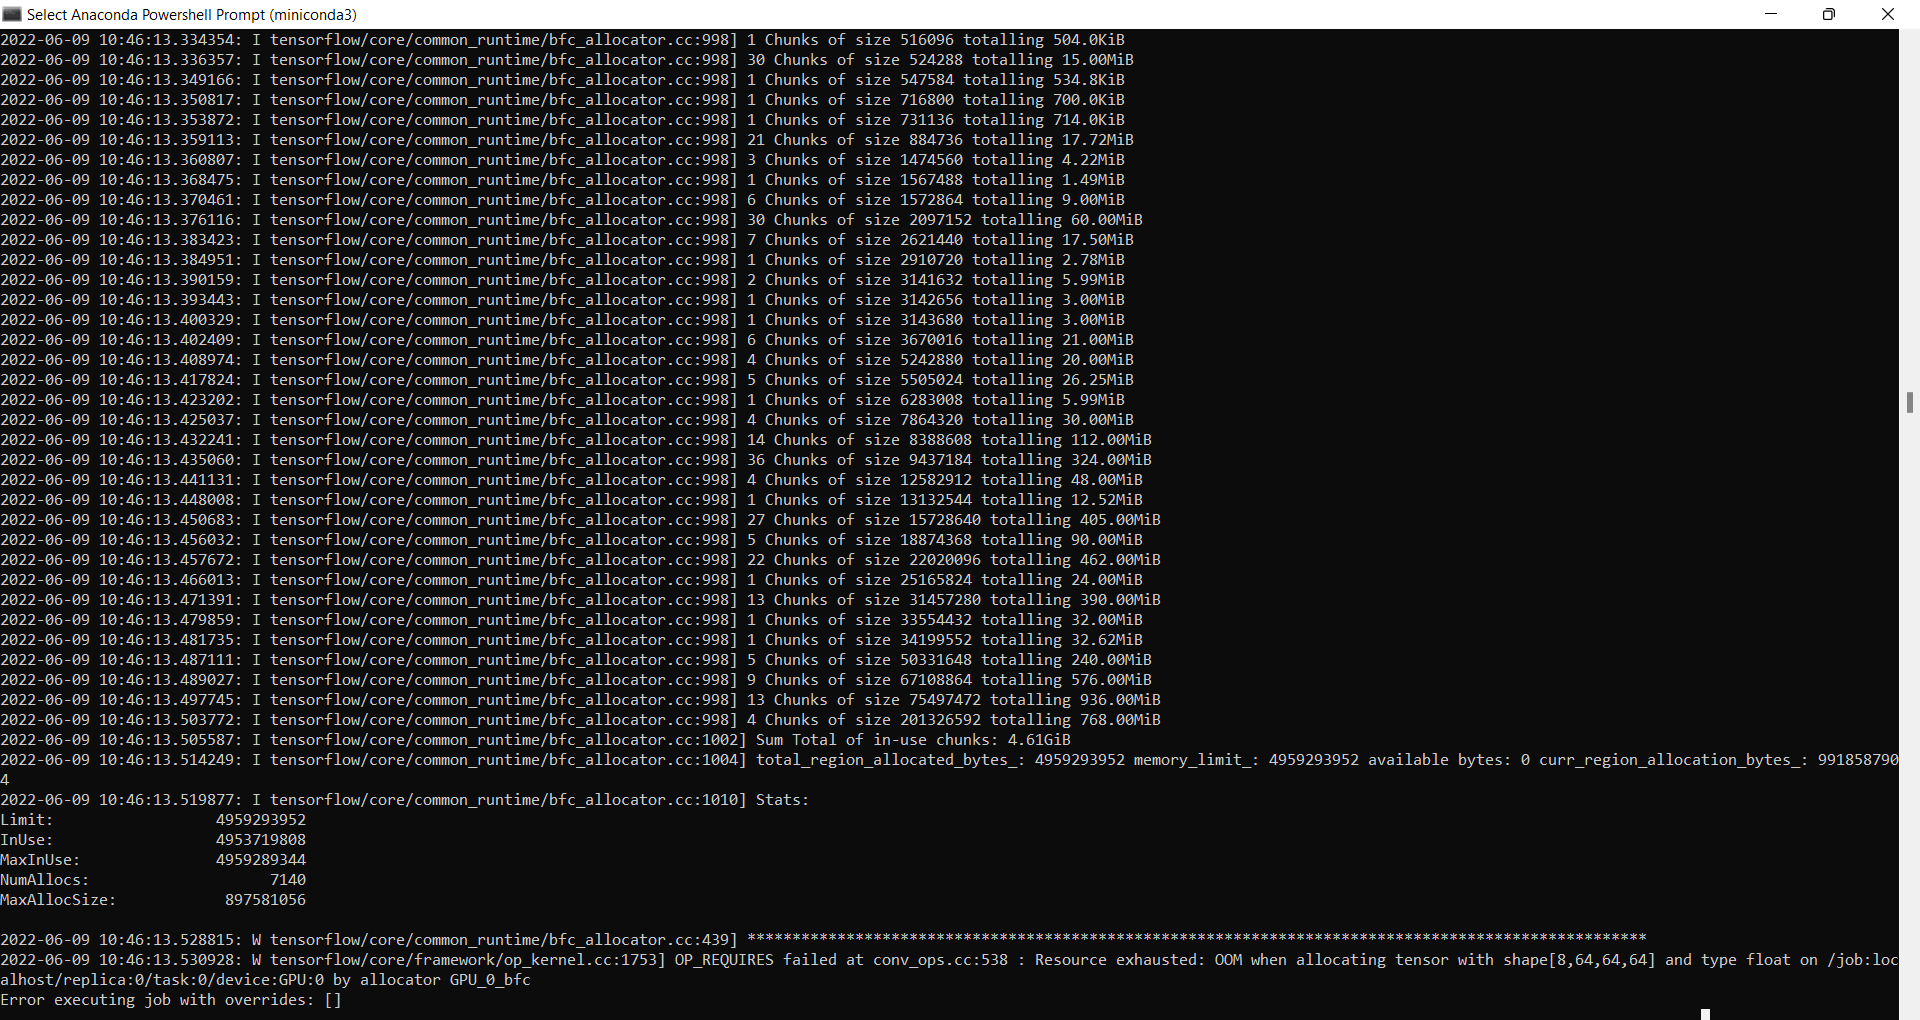 Select Anaconda Powershell Prompt (miniconda3)
2022-06-09 10:46:13.334354: I tensorflow/core/common_runtime/bfc_allocator.cc:998] 1 Chunks of size 516096 totalling 504.0KiB
2022-06-09 10:46:13.336357: I tensorflow/core/common_runtime/bfc_allocator.cc:998] 30 Chunks of size 524288 totalling 15.00MiB
2022-06-09 10:46:13.349166: I tensorflow/core/common_runtime/bfc_allocator.cc:998] 1 Chunks of size 547584 totalling 534.8KiB
2022-06-09 10:46:13.350817: I tensorflow/core/common_runtime/bfc_allocator.cc:998] 1 Chunks of size 716800 totalling 700.0KiB
2022-06-09 10:46:13.353872: I tensorflow/core/common_runtime/bfc_allocator.cc:998] 1 Chunks of size 731136 totalling 714.0KiB
2022-06-09 10:46:13.359113: I tensorflow/core/common_runtime/bfc_allocator.cc:998] 21 Chunks of size 884736 totalling 17.72MiB
2022-06-09 10:46:13.360807: I tensorflow/core/common_runtime/bfc_allocator.cc:998] 3 Chunks of size 1474560 totalling 4.22MiB
2022-06-09 10:46:13.368475: I tensorflow/core/common_runtime/bfc_allocator.cc:998] 1 Chunks of size 1567488 totalling 1.49MiB
2022-06-09 10:46:13.370461: I tensorflow/core/common_runtime/bfc_allocator.cc:998] 6 Chunks of size 1572864 totalling 9.00MiB
2022-06-09 10:46:13.376116: I tensorflow/core/common_runtime/bfc_allocator.cc:998] 30 Chunks of size 2097152 totalling 60.00MiB
2022-06-09 10:46:13.383423: I tensorflow/core/common_runtime/bfc_allocator.cc:998] 7 Chunks of size 2621440 totalling 17.50MiB
2022-06-09 10:46:13.384951: I tensorflow/core/common_runtime/bfc_allocator.cc:998] 1 Chunks of size 2910720 totalling 2.78MiB
2022-06-09 10:46:13.390159: I tensorflow/core/common_runtime/bfc_allocator.cc:998] 2 Chunks of size 3141632 totalling 5.99MiB
2022-06-09 10:46:13.393443: I tensorflow/core/common_runtime/bfc_allocator.cc:998] 1 Chunks of size 3142656 totalling 3.00MiB
2022-06-09 10:46:13.400329: I tensorflow/core/common_runtime/bfc_allocator.cc:998] 1 Chunks of size 3143680 totalling 3.00MiB
2022-06-09 10:46:13.402409: I tensorflow/core/common_runtime/bfc_allocator.cc:998] 6 Chunks of size 3670016 totalling 21.00MiB
2022-06-09 10:46:13.408974: I tensorflow/core/common_runtime/bfc_allocator.cc:998] 4 Chunks of size 5242880 totalling 20.00MiB
2022-06-09 10:46:13.417824: I tensorflow/core/common_runtime/bfc_allocator.cc:998] 5 Chunks of size 5505024 totalling 26.25MiB
2022-06-09 10:46:13.423202: I tensorflow/core/common_runtime/bfc_allocator.cc:998] 1 Chunks of size 6283008 totalling 5.99MiB
2022-06-09 10:46:13.425037: I tensorflow/core/common_runtime/bfc_allocator.cc:998] 4 Chunks of size 7864320 totalling 30.00MiB
2022-06-09 10:46:13.432241: I tensorflow/core/common_runtime/bfc_allocator.cc:998] 14 Chunks of size 8388608 totalling 112.00MiB
2022-06-09 10:46:13.435060: I tensorflow/core/common_runtime/bfc_allocator.cc:998] 36 Chunks of size 9437184 totalling 324.00MiB
2022-06-09 10:46:13.441131: I tensorflow/core/common_runtime/bfc_allocator.cc:998] 4 Chunks of size 12582912 totalling 48.00MiB
2022-06-09 10:46:13.448008: I tensorflow/core/common_runtime/bfc_allocator.cc:998] 1 Chunks of size 13132544 totalling 12.52MiB
2022-06-09 10:46:13.450683: I tensorflow/core/common_runtime/bfc_allocator.cc:998] 27 Chunks of size 15728640 totalling 405.00MiB
2022-06-09 10:46:13.456032: I tensorflow/core/common_runtime/bfc_allocator.cc:998] 5 Chunks of size 18874368 totalling 90.00MiB
2022-06-09 10:46:13.457672: I tensorflow/core/common_runtime/bfc_allocator.cc:998] 22 Chunks of size 22020096 totalling 462.00MiB
2022-06-09 10:46:13.466013: I tensorflow/core/common_runtime/bfc_allocator.cc:998] 1 Chunks of size 25165824 totalling 24.00MiB
2022-06-09 10:46:13.471391: I tensorflow/core/common_runtime/bfc_allocator.cc:998] 13 Chunks of size 31457280 totalling 390.00MiB
2022-06-09 10:46:13.479859: I tensorflow/core/common_runtime/bfc_allocator.cc:998] 1 Chunks of size 33554432 totalling 32.00MiB
2022-06-09 10:46:13.481735: I tensorflow/core/common_runtime/bfc_allocator.cc:998] 1 Chunks of size 34199552 totalling 32.62MiB
2022-06-09 10:46:13.487111: I tensorflow/core/common_runtime/bfc_allocator.cc:998] 5 Chunks of size 50331648 totalling 240.00MiB
2022-06-09 10:46:13.489027: I tensorflow/core/common_runtime/bfc_allocator.cc:998] 9 Chunks of size 67108864 totalling 576.00MiB
2022-06-09 10:46:13.497745: I tensorflow/core/common_runtime/bfc_allocator.cc:998] 13 Chunks of size 75497472 totalling 936.00MiB
2022-06-09 10:46:13.503772: I tensorflow/core/common_runtime/bfc_allocator.cc:998] 4 Chunks of size 201326592 totalling 768.00MiB
2022-06-09 10:46:13.505587: I tensorflow/core/common_runtime/bfc_allocator.cc:1002] Sum Total of in-use chunks: 4.61GiB
2022-06-09 10:46:13.514249: I tensorflow/core/common_runtime/bfc_allocator.cc:1004] total_region_allocated_bytes_: 4959293952 memory_limit_: 4959293952 available bytes: 0 curr_region_allocation_bytes_: 991858790
4
2022-06-09 10:46:13.519877: I tensorflow/core/common_runtime/bfc_allocator.cc:1010] Stats:
Limit: 4959293952
InUse: 4953719808
MaxInUse: 4959289344
NumAllocs: 7140
MaxAllocSize: 897581056
2022-06-09 10:46:13.528815: W tensorflow/core/common_runtime/bfc_allocator.cc:439] ****************************************************************************************************
2022-06-09 10:46:13.530928: W tensorflow/core/framework/op_kernel.cc:1753] OP_REQUIRES failed at conv_ops.cc:538 : Resource exhausted: OOM when allocating tensor with shape[8,64,64,64] and type float on /job:loc
alhost/replica:0/task:0/device:GPU:0 by allocator GPU_0_bfc
Error executing job with overrides: []